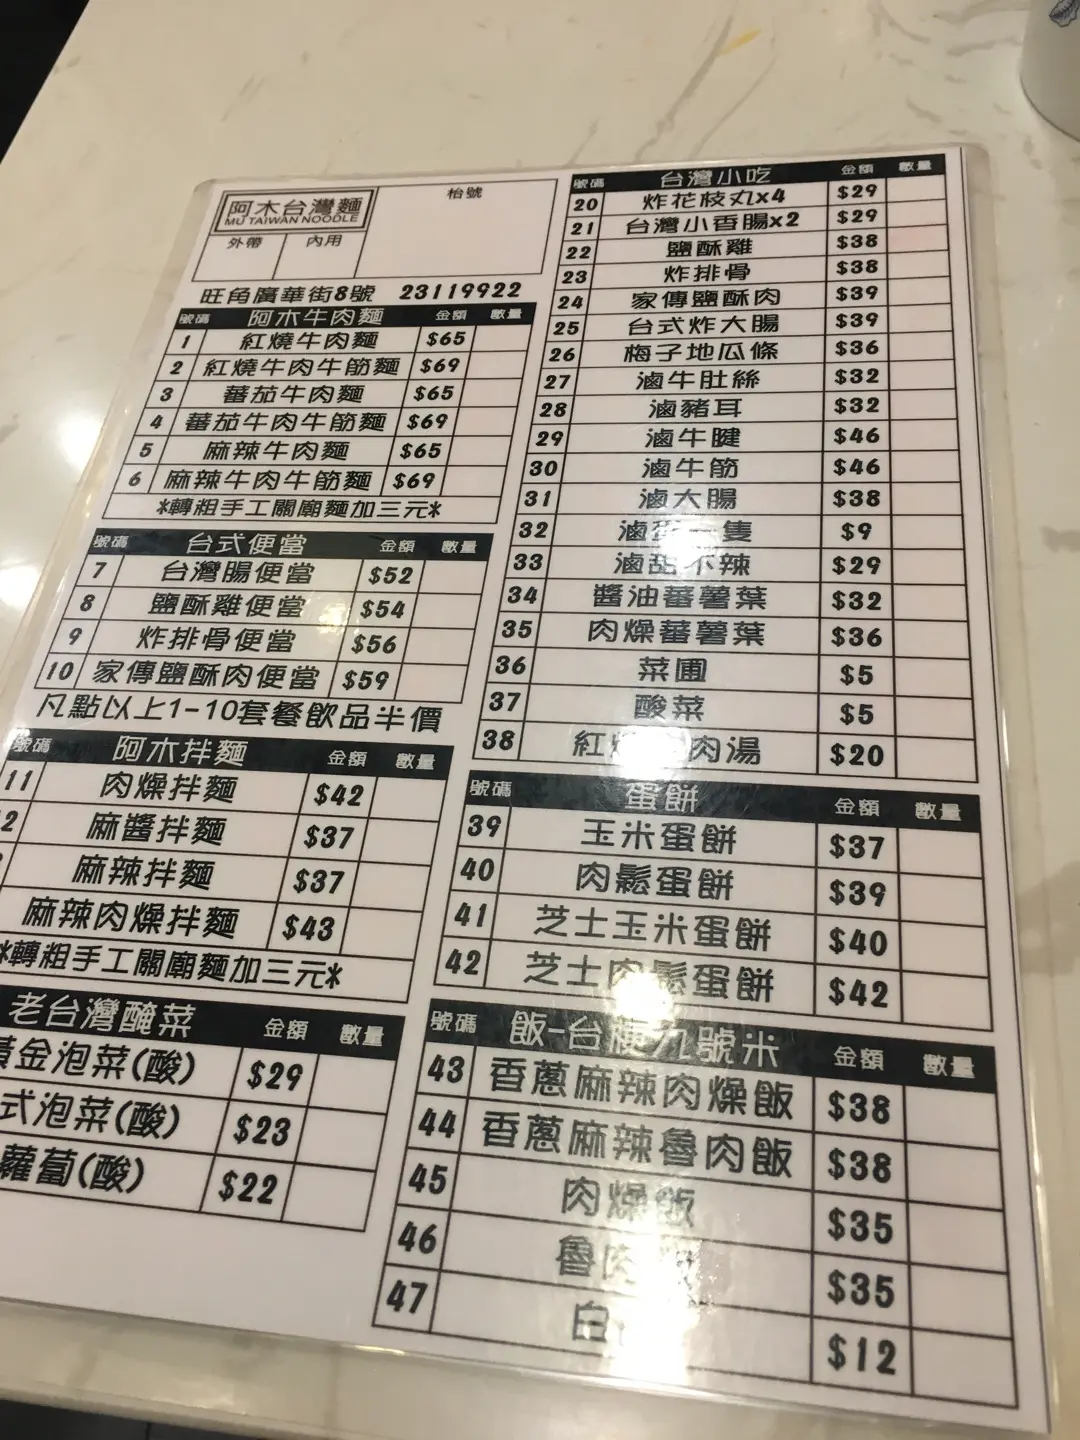 阿木台灣麵
MU TAIWAN NOODLE
枱號
外帶 內用
旺角廣華街8號 23119922
號碼 阿木牛肉麵 金額 數量
1 紅燒牛肉麵 $65
2 紅燒牛肉牛筋麵 $69
3 蕃茄牛肉麵 $65
4 蕃茄牛肉牛筋麵 $69
5 麻辣牛肉麵 $65
6 麻辣牛肉牛筋麵 $69
*轉粗手工關廟麵加三元*
號碼 台式便當 金額 數量
7 台灣腸便當 $52
8 鹽酥雞便當 $54
9 炸排骨便當 $56
10 家傳鹽酥肉便當 $59
凡點以上1-10套餐飲品半價
號碼 阿木拌麵 金額 數量
11 肉燥拌麵 $42
2 麻醬拌麵 $37
麻辣拌麵 $37
麻辣肉燥拌麵 $43
*轉粗手工關廟麵加三元*
老台灣醃菜 金額 數量
黃金泡菜(酸) $29
式泡菜(酸) $23
蘿蔔(酸) $22
號碼 台灣小吃 金額 數量
20 炸花枝丸x4 $29
21 台灣小香腸x2 $29
22 鹽酥雞 $38
23 炸排骨 $38
24 家傳鹽酥肉 $39
25 台式炸大腸 $39
26 梅子地瓜條 $36
27 滷牛肚絲 $32
28 滷豬耳 $32
29 滷牛腱 $46
30 滷牛筋 $46
31 滷大腸 $38
32 滷蛋 隻 $9
33 滷甜不辣 $29
34 醬油蕃薯葉 $32
35 肉燥蕃薯葉 $36
36 菜圃 $5
37 酸菜 $5
38 紅 肉湯 $20
號碼 蛋餅 金額 數量
39 玉米蛋餅 $37
40 肉鬆蛋餅 $39
41 芝士玉米蛋餅 $40
42 芝士肉鬆蛋餅 $42
號碼 飯-台梗九號米 金額 數量
43 香蔥麻辣肉燥飯 $38
44 香蔥麻辣魯肉飯 $38
45 肉燥飯 $35
46 魯肉 $35
47 白 $12